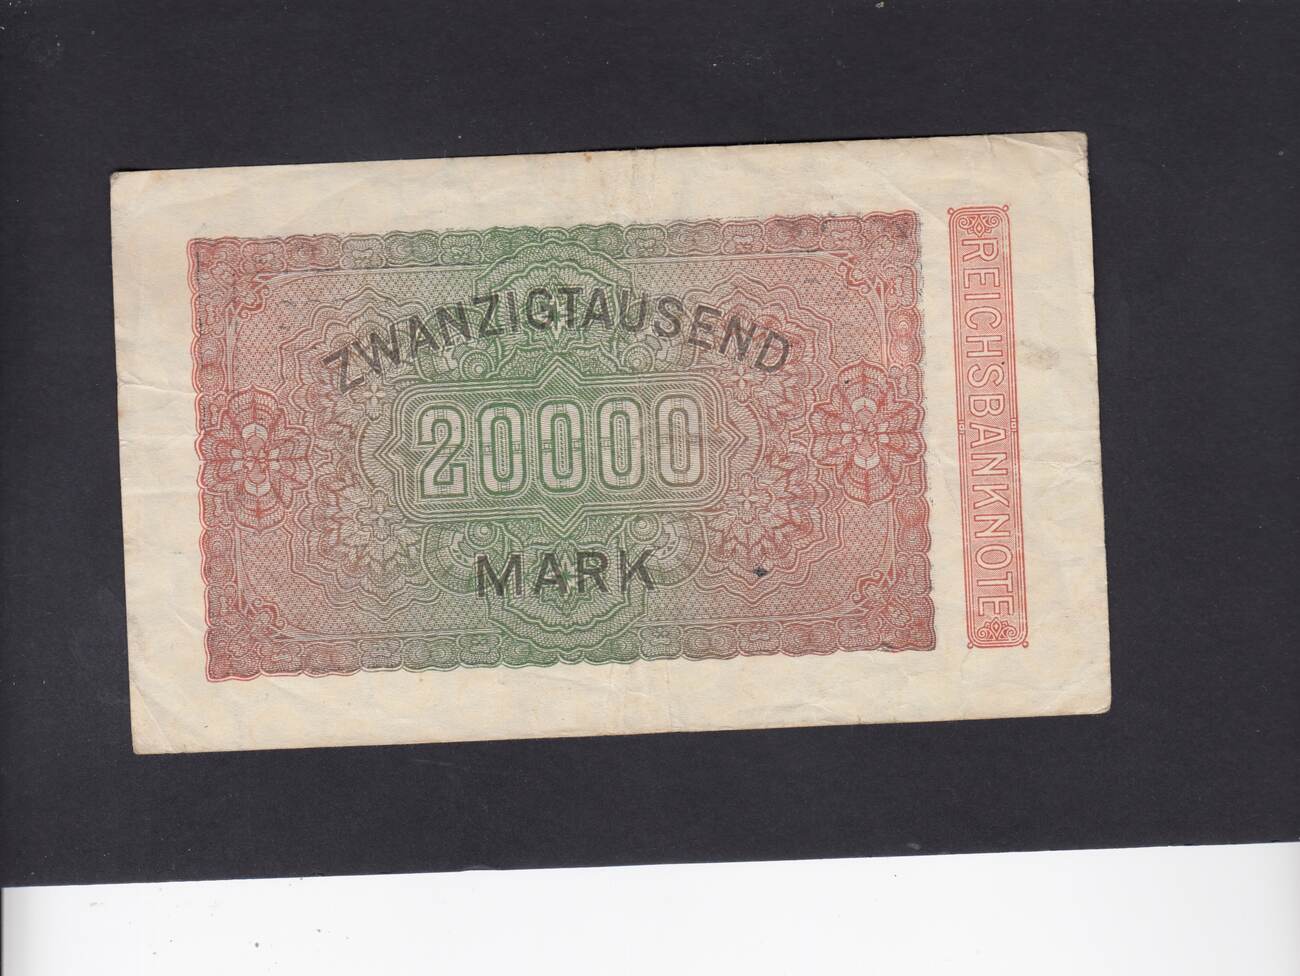 ZWANZIGTAUSEND
20000
MARK
REICHSBANKNOTE